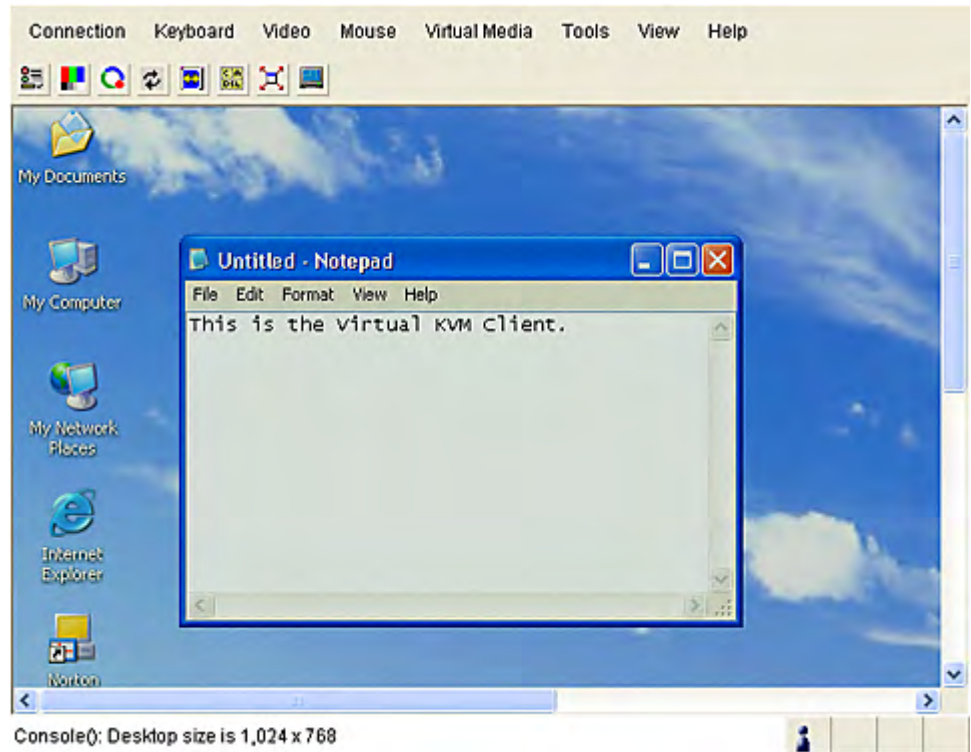 Connection Keyboard Video Mouse Virtual Media Tools View Help
My Documents
My Computer
My Network
Places
Internet
Explorer
Norton
Untitled - Notepad
File Edit Format View Help
This is the Virtual KVM Client.
Console(): Desktop size is 1,024 x 768